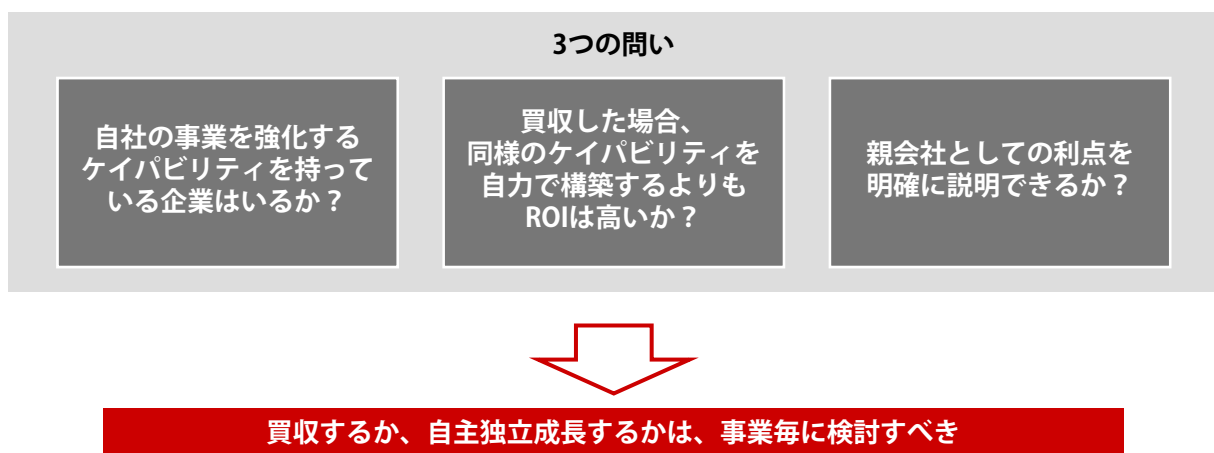 3つの問い
自社の事業を強化する
ケイパビリティを持って
いる企業はいるか？
買収した場合、
同様のケイパビリティを
自力で構築するよりも
ROIは高いか？
親会社としての利点を
明確に説明できるか？
買収するか、自主独立成長するかは、事業毎に検討すべき